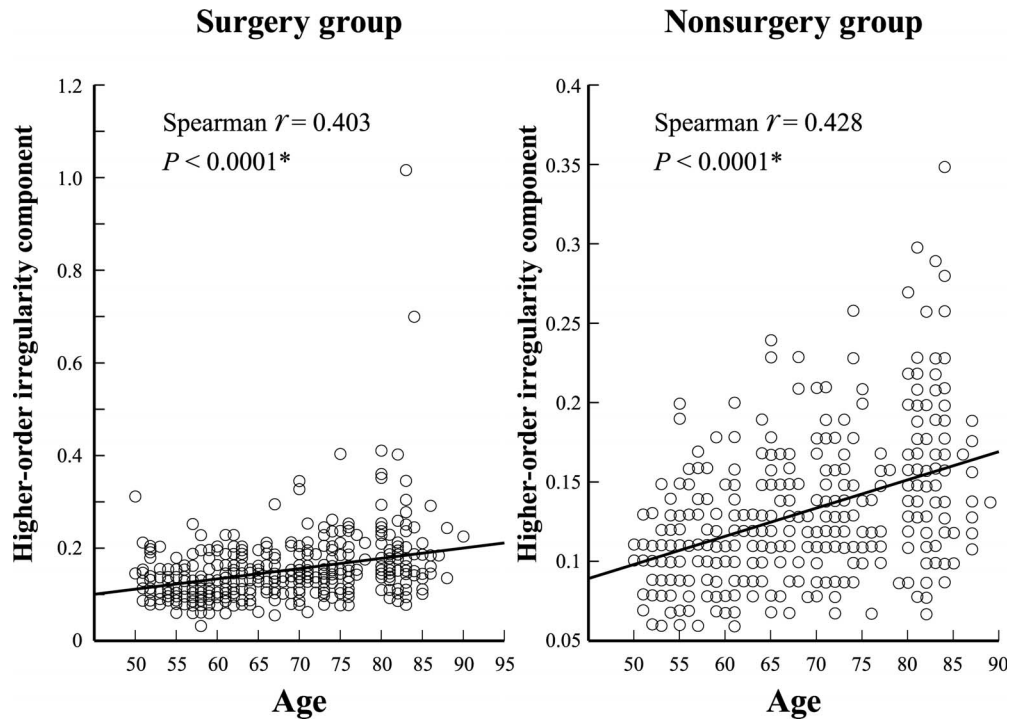 Surgery group
Higher-order irregularity component
1.2
1.0
0.8
0.6
0.4
0.2
0
Spearman r = 0.403
P < 0.0001*
50 55 60 65 70 75 80 85 90 95
Age
Nonsurgery group
Higher-order irregularity component
0.4
0.35
0.3
0.25
0.2
0.15
0.1
0.05
Spearman r = 0.428
P < 0.0001*
50 55 60 65 70 75 80 85 90
Age